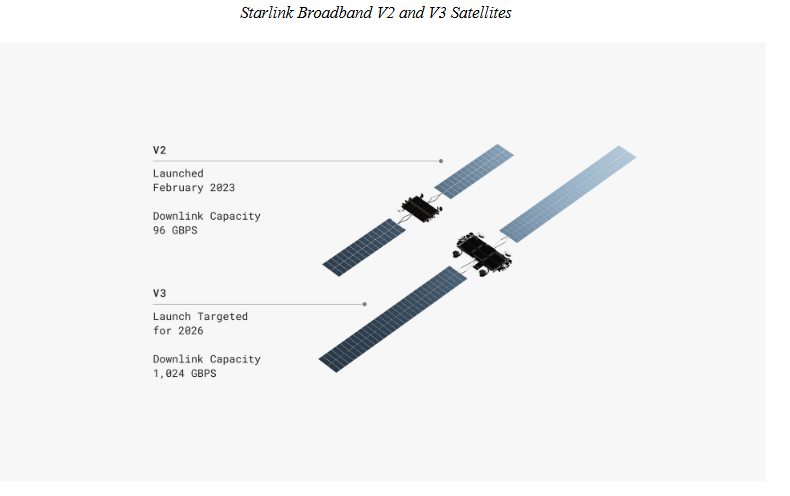 Starlink Broadband V2 and V3 Satellites
V2
Launched
February 2023
Downlink Capacity
96 GBPS
V3
Launch Targeted
for 2026
Downlink Capacity
1,024 GBPS